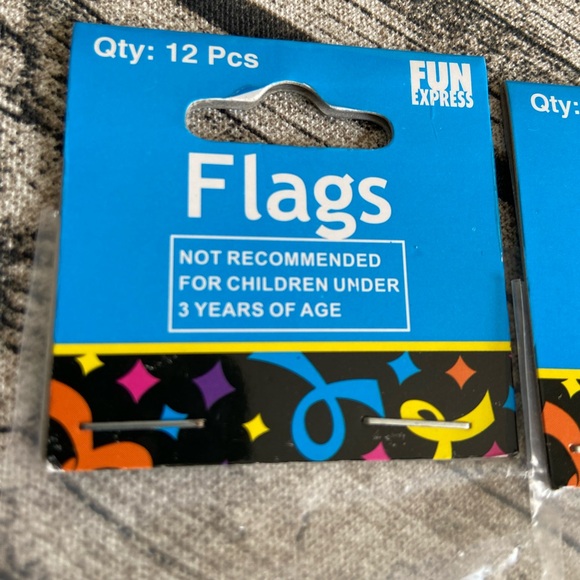 Qty: 12 Pcs
FUN
EXPRESS
Flags
NOT RECOMMENDED
FOR CHILDREN UNDER
3 YEARS OF AGE
Qty: